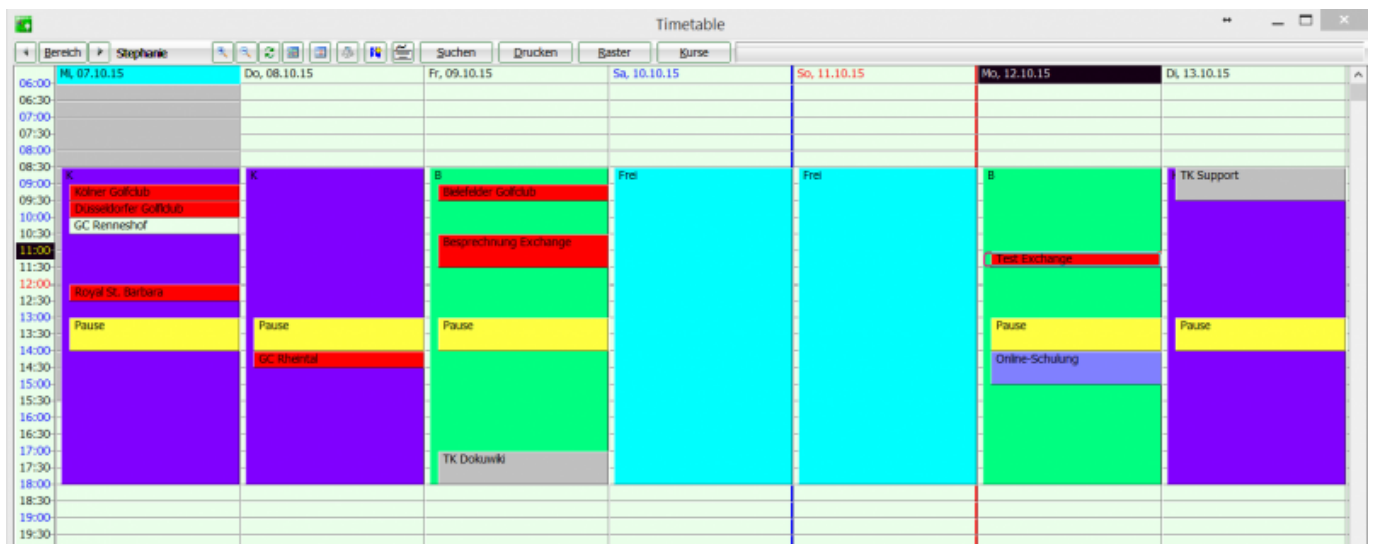 Timetable
Bereich Stephanie Suchen Drucken Raster Kurse
Mi, 07.10.15 Do, 08.10.15 Fr, 09.10.15 Sa, 10.10.15 So, 11.10.15 Mo, 12.10.15 Di, 13.10.15
06:00
06:30
07:00
07:30
08:00
08:30
K K B Frei Frei B TK Support
09:00
Kölner Golfclub Bielefelder Golfclub
09:30
Düsseldorfer Golfclub
10:00
GC Renneshof
10:30
Besprechnung Exchange
11:00
Test Exchange
11:30
12:00
Royal St. Barbara
12:30
13:00
Pause Pause Pause Pause Pause
13:30
14:00
GC Rheintal Online-Schulung
14:30
15:00
15:30
16:00
16:30
17:00
TK Dokuwiki
17:30
18:00
18:30
19:00
19:30